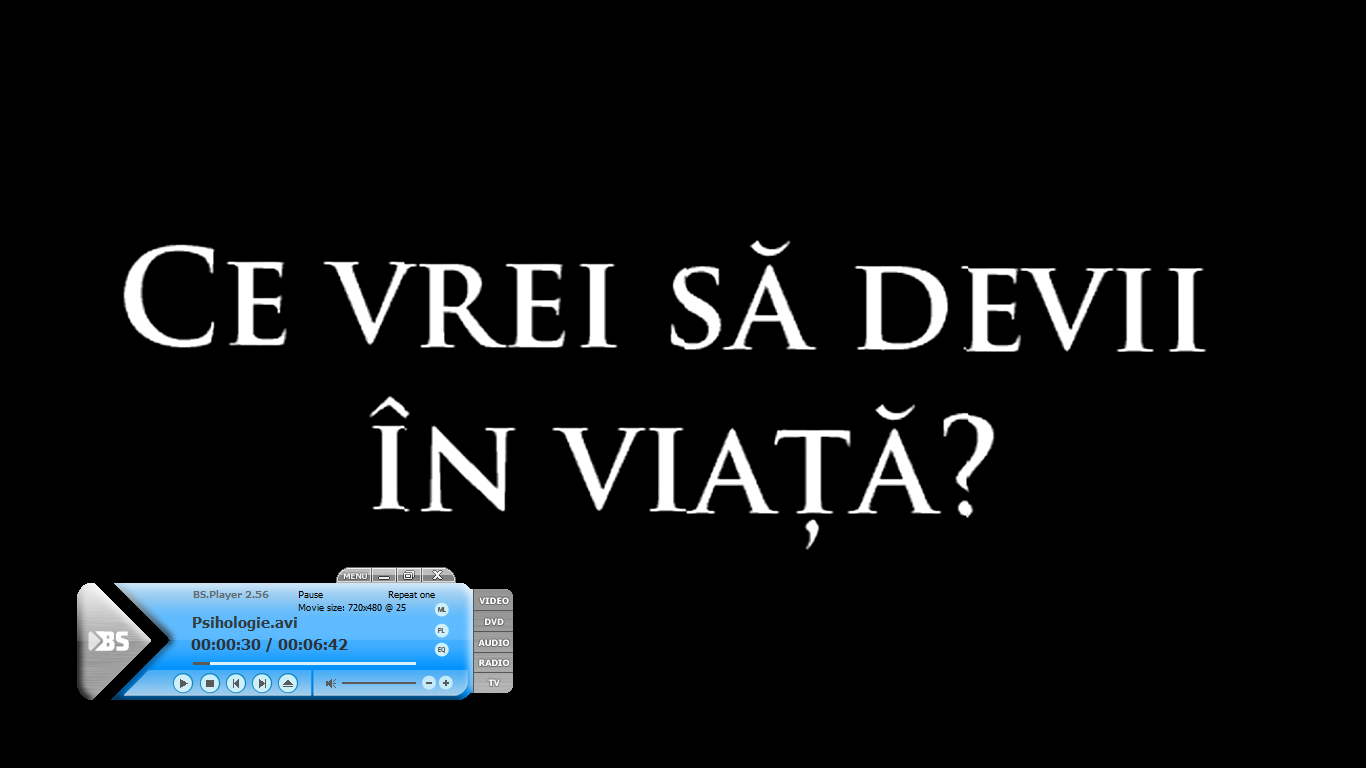 CE VREI SĂ DEVII
ÎN VIAȚĂ?
MENU
BS.Player 2.56 Pause Repeat one
Movie size: 720x480 @ 25
ML
VIDEO
Psihologie.avi
PL
DVD
00:00:30 / 00:06:42
EQ
AUDIO
BS
RADIO
TV